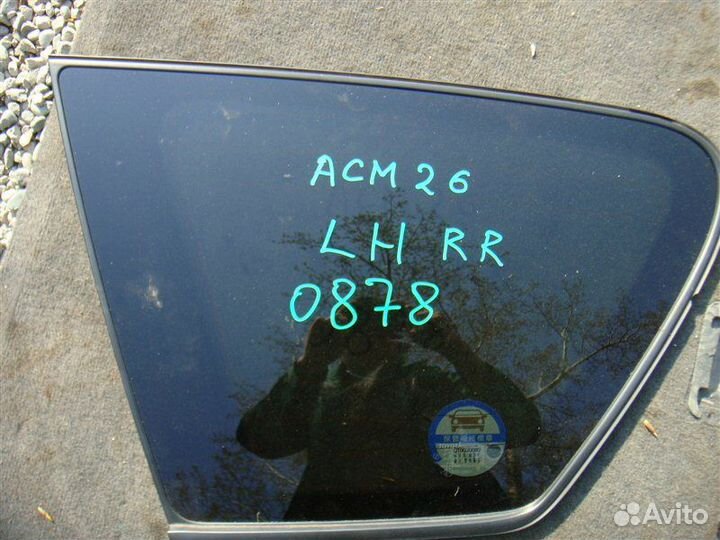 ACM 26
LH RR
0878
Avito